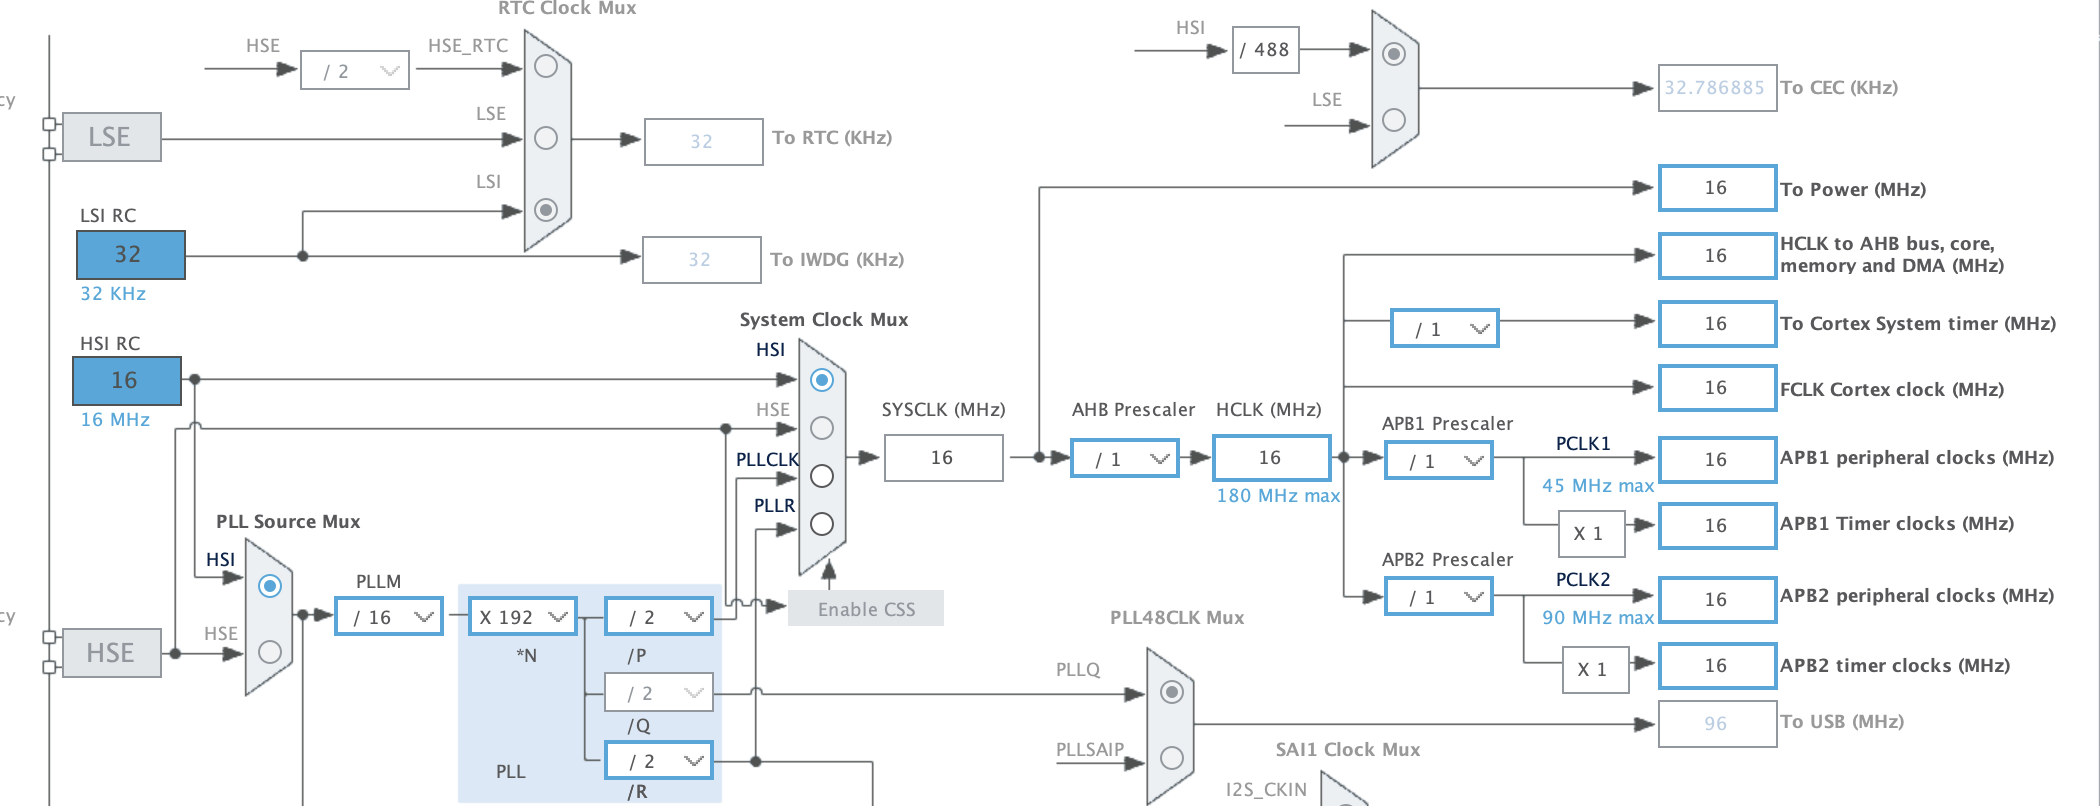 RTC Clock Mux
HSE
/ 2
HSE_RTC
LSE
LSE
32
To RTC (KHz)
LSI
LSI RC
32
32 KHz
32
To IWDG (KHz)
HSI
/ 488
LSE
32.786885
To CEC (KHz)
16
To Power (MHz)
16
HCLK to AHB bus, core,
memory and DMA (MHz)
/ 1
16
To Cortex System timer (MHz)
16
FCLK Cortex clock (MHz)
HSI RC
16
16 MHz
System Clock Mux
HSI
HSE
PLLCLK
PLLR
SYSCLK (MHz)
16
AHB Prescaler
/ 1
HCLK (MHz)
16
180 MHz max
APB1 Prescaler
/ 1
PCLK1
45 MHz max
16
APB1 peripheral clocks (MHz)
X 1
16
APB1 Timer clocks (MHz)
APB2 Prescaler
/ 1
PCLK2
90 MHz max
16
APB2 peripheral clocks (MHz)
X 1
16
APB2 timer clocks (MHz)
PLL Source Mux
HSI
HSE
HSE
PLLM
/ 16
X 192
*N
/ 2
/P
/ 2
/Q
/ 2
/R
PLL
Enable CSS
PLL48CLK Mux
PLLQ
PLLSAIP
96
To USB (MHz)
SAI1 Clock Mux
I2S_CKIN